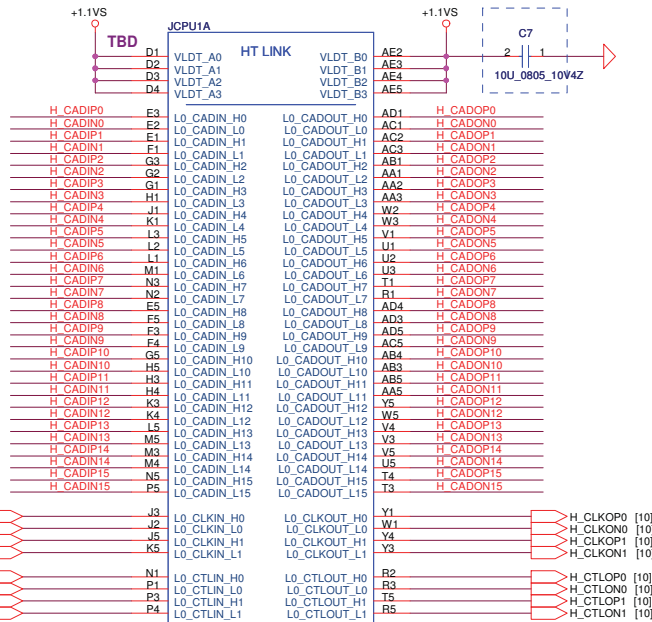 +1.1VS +1.1VS
JCPU1A
TBD HT LINK
C7
2 1
10U_0805_10V4Z
D1 VLDT_A0 VLDT_B0 AE2
D2 VLDT_A1 VLDT_B1 AE3
D3 VLDT_A2 VLDT_B2 AE4
D4 VLDT_A3 VLDT_B3 AE5
H_CADIP0 E3 L0_CADIN_H0 L0_CADOUT_H0 AD1 H_CADOP0
H_CADIN0 E2 L0_CADIN_L0 L0_CADOUT_L0 AC1 H_CADON0
H_CADIP1 E1 L0_CADIN_H1 L0_CADOUT_H1 AC2 H_CADOP1
H_CADIN1 F1 L0_CADIN_L1 L0_CADOUT_L1 AC3 H_CADON1
H_CADIP2 G3 L0_CADIN_H2 L0_CADOUT_H2 AB1 H_CADOP2
H_CADIN2 G2 L0_CADIN_L2 L0_CADOUT_L2 AA1 H_CADON2
H_CADIP3 G1 L0_CADIN_H3 L0_CADOUT_H3 AA2 H_CADOP3
H_CADIN3 H1 L0_CADIN_L3 L0_CADOUT_L3 AA3 H_CADON3
H_CADIP4 J1 L0_CADIN_H4 L0_CADOUT_H4 W2 H_CADOP4
H_CADIN4 K1 L0_CADIN_L4 L0_CADOUT_L4 W3 H_CADON4
H_CADIP5 L3 L0_CADIN_H5 L0_CADOUT_H5 V1 H_CADOP5
H_CADIN5 L2 L0_CADIN_L5 L0_CADOUT_L5 U1 H_CADON5
H_CADIP6 L1 L0_CADIN_H6 L0_CADOUT_H6 U2 H_CADOP6
H_CADIN6 M1 L0_CADIN_L6 L0_CADOUT_L6 U3 H_CADON6
H_CADIP7 N3 L0_CADIN_H7 L0_CADOUT_H7 T1 H_CADOP7
H_CADIN7 N2 L0_CADIN_L7 L0_CADOUT_L7 R1 H_CADON7
H_CADIP8 E5 L0_CADIN_H8 L0_CADOUT_H8 AD4 H_CADOP8
H_CADIN8 F5 L0_CADIN_L8 L0_CADOUT_L8 AD3 H_CADON8
H_CADIP9 F3 L0_CADIN_H9 L0_CADOUT_H9 AD5 H_CADOP9
H_CADIN9 F4 L0_CADIN_L9 L0_CADOUT_L9 AC5 H_CADON9
H_CADIP10 G5 L0_CADIN_H10 L0_CADOUT_H10 AB4 H_CADOP10
H_CADIN10 H5 L0_CADIN_L10 L0_CADOUT_L10 AB3 H_CADON10
H_CADIP11 H3 L0_CADIN_H11 L0_CADOUT_H11 AB5 H_CADOP11
H_CADIN11 H4 L0_CADIN_L11 L0_CADOUT_L11 AA5 H_CADON11
H_CADIP12 K3 L0_CADIN_H12 L0_CADOUT_H12 Y5 H_CADOP12
H_CADIN12 K4 L0_CADIN_L12 L0_CADOUT_L12 W5 H_CADON12
H_CADIP13 L5 L0_CADIN_H13 L0_CADOUT_H13 V4 H_CADOP13
H_CADIN13 M5 L0_CADIN_L13 L0_CADOUT_L13 V3 H_CADON13
H_CADIP14 M3 L0_CADIN_H14 L0_CADOUT_H14 V5 H_CADOP14
H_CADIN14 M4 L0_CADIN_L14 L0_CADOUT_L14 U5 H_CADON14
H_CADIP15 N5 L0_CADIN_H15 L0_CADOUT_H15 T4 H_CADOP15
H_CADIN15 P5 L0_CADIN_L15 L0_CADOUT_L15 T3 H_CADON15
J3 L0_CLKIN_H0 L0_CLKOUT_H0 Y1 H_CLKOP0 [10]
J2 L0_CLKIN_L0 L0_CLKOUT_L0 W1 H_CLKON0 [10]
J5 L0_CLKIN_H1 L0_CLKOUT_H1 Y4 H_CLKOP1 [10]
K5 L0_CLKIN_L1 L0_CLKOUT_L1 Y3 H_CLKON1 [10]
N1 L0_CTLIN_H0 L0_CTLOUT_H0 R2 H_CTLOP0 [10]
P1 L0_CTLIN_L0 L0_CTLOUT_L0 R3 H_CTLON0 [10]
P3 L0_CTLIN_H1 L0_CTLOUT_H1 T5 H_CTLOP1 [10]
P4 L0_CTLIN_L1 L0_CTLOUT_L1 R5 H_CTLON1 [10]